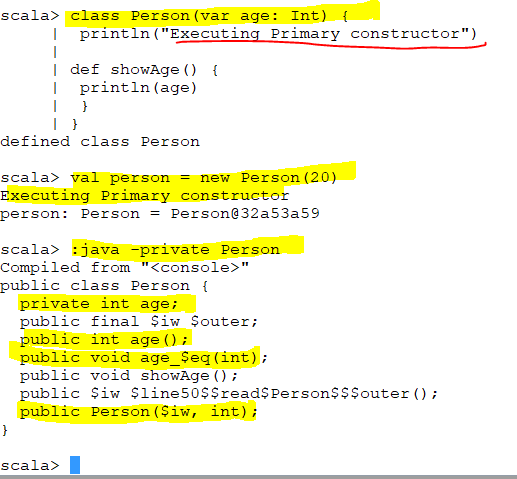 scala> class Person(var age: Int) {
| println("Executing Primary constructor")
|
| def showAge() {
| println(age)
| }
| }
defined class Person
scala> val person = new Person(20)
Executing Primary constructor
person: Person = Person@32a53a59
scala> :java -private Person
Compiled from "<console>"
public class Person {
private int age;
public final $iw $outer;
public int age();
public void age_$eq(int);
public void showAge();
public $iw $line50$$read$Person$$$outer();
public Person($iw, int);
}
scala>